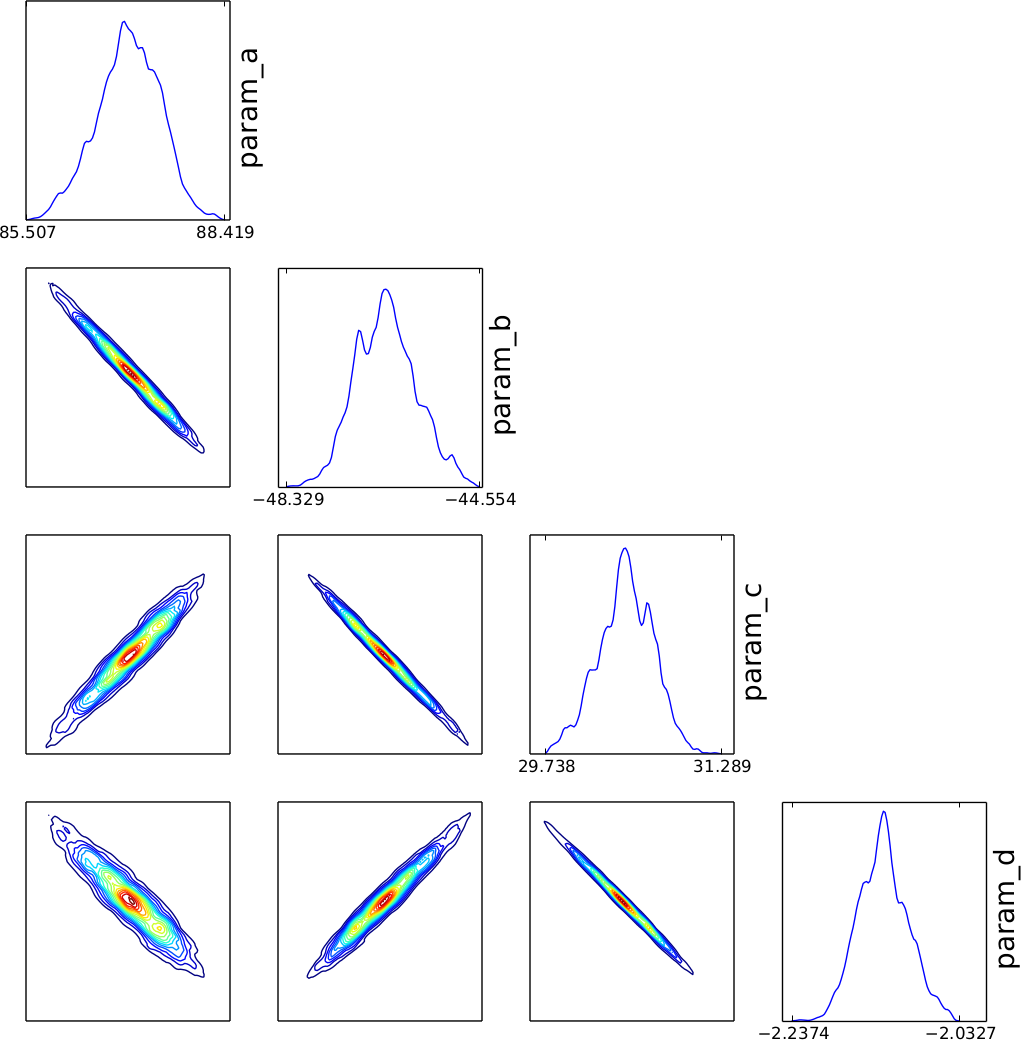 param_a
85.507 88.419
param_b
−48.329 −44.554
param_c
29.738 31.289
param_d
−2.2374 −2.0327